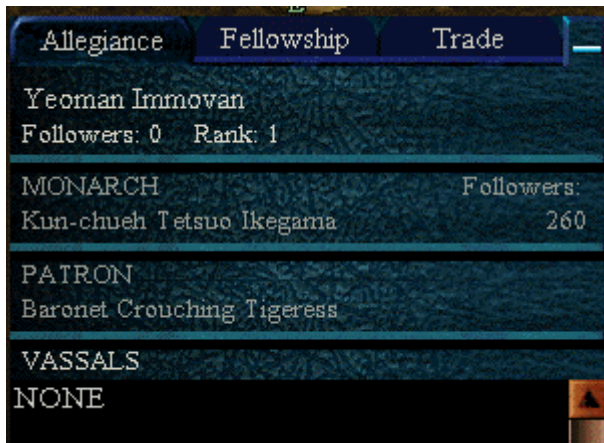 Allegiance Fellowship Trade
Yeoman Immovan
Followers: 0 Rank: 1
MONARCH Followers:
Kun-chueh Tetsuo Ikegama 260
PATRON
Baronet Crouching Tigeress
VASSALS
NONE